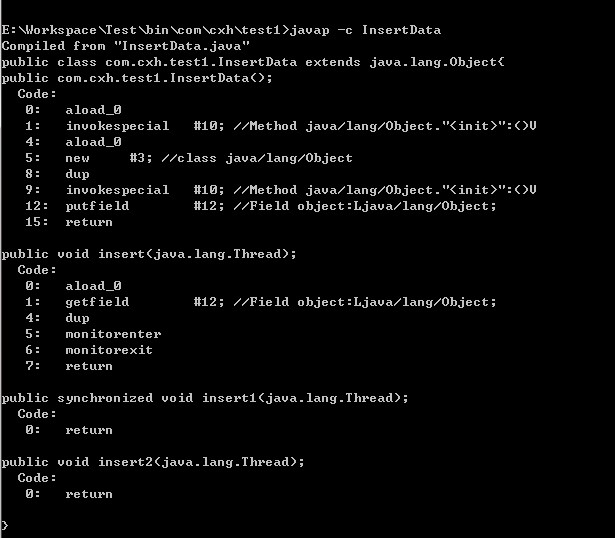 E:\Workspace\Test\bin\com\cxh\test1>javap -c InsertData
Compiled from "InsertData.java"
public class com.cxh.test1.InsertData extends java.lang.Object{
public com.cxh.test1.InsertData();
  Code:
   0:   aload_0
   1:   invokespecial   #10; //Method java/lang/Object."<init>":()V
   4:   aload_0
   5:   new     #3; //class java/lang/Object
   8:   dup
   9:   invokespecial   #10; //Method java/lang/Object."<init>":()V
   12:  putfield        #12; //Field object:Ljava/lang/Object;
   15:  return

public void insert(java.lang.Thread);
  Code:
   0:   aload_0
   1:   getfield        #12; //Field object:Ljava/lang/Object;
   4:   dup
   5:   monitorenter
   6:   monitorexit
   7:   return

public synchronized void insert1(java.lang.Thread);
  Code:
   0:   return

public void insert2(java.lang.Thread);
  Code:
   0:   return

}